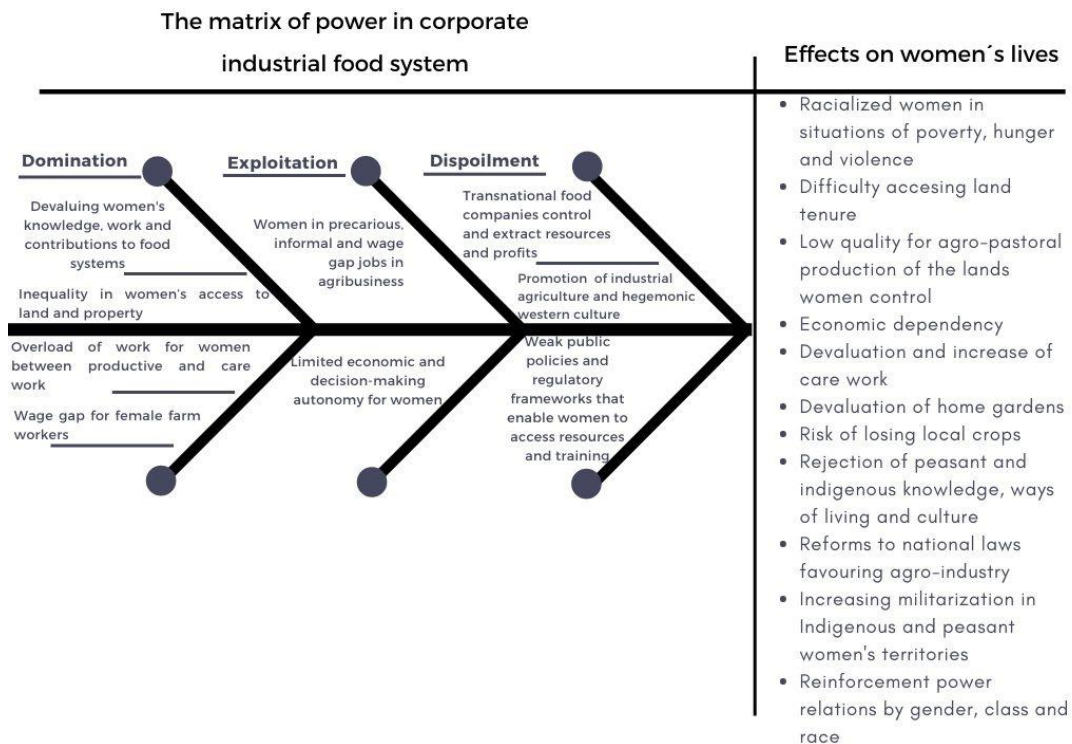 The matrix of power in corporate
industrial food system
Effects on women´s lives
Domination
Devaluing women's
knowledge, work and
contributions to food
systems
Inequality in women's access to
land and property
Overload of work for women
between productive and care
work
Wage gap for female farm
workers
Exploitation
Women in precarious,
informal and wage
gap jobs in
agribusiness
Limited economic and
decision-making
autonomy for women
Dispoilment
Transnational food
companies control
and extract resources
and profits
Promotion of industrial
agriculture and hegemonic
western culture
Weak public
policies and
regulatory
frameworks that
enable women to
access resources
and training
• Racialized women in
situations of poverty, hunger
and violence
• Difficulty accesing land
tenure
• Low quality for agro-pastoral
production of the lands
women control
• Economic dependency
• Devaluation and increase of
care work
• Devaluation of home gardens
• Risk of losing local crops
• Rejection of peasant and
indigenous knowledge, ways
of living and culture
• Reforms to national laws
favouring agro-industry
• Increasing militarization in
Indigenous and peasant
women's territories
• Reinforcement power
relations by gender, class and
race